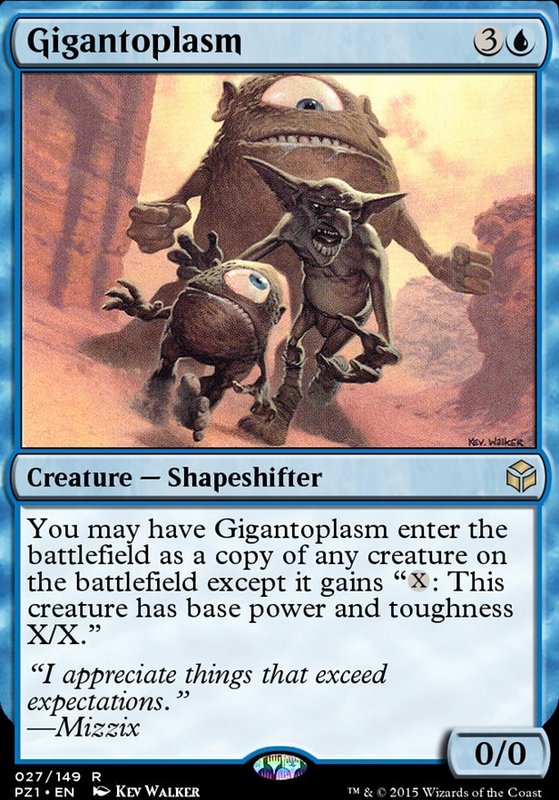 Gigantoplasm 3
Kev. Walker
Creature — Shapeshifter
You may have Gigantoplasm enter the
battlefield as a copy of any creature on
the battlefield except it gains “X: This
creature has base power and toughness
X/X.”
“I appreciate things that exceed
expectations.”
—Mizzix
0/0
027/149 R
PZ1 • EN Kev Walker
™ & © 2015 Wizards of the Coast